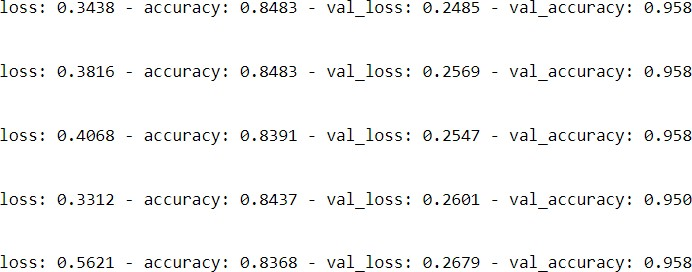 loss: 0.3438 - accuracy: 0.8483 - val_loss: 0.2485 - val_accuracy: 0.958
loss: 0.3816 - accuracy: 0.8483 - val_loss: 0.2569 - val_accuracy: 0.958
loss: 0.4068 - accuracy: 0.8391 - val_loss: 0.2547 - val_accuracy: 0.958
loss: 0.3312 - accuracy: 0.8437 - val_loss: 0.2601 - val_accuracy: 0.950
loss: 0.5621 - accuracy: 0.8368 - val_loss: 0.2679 - val_accuracy: 0.958